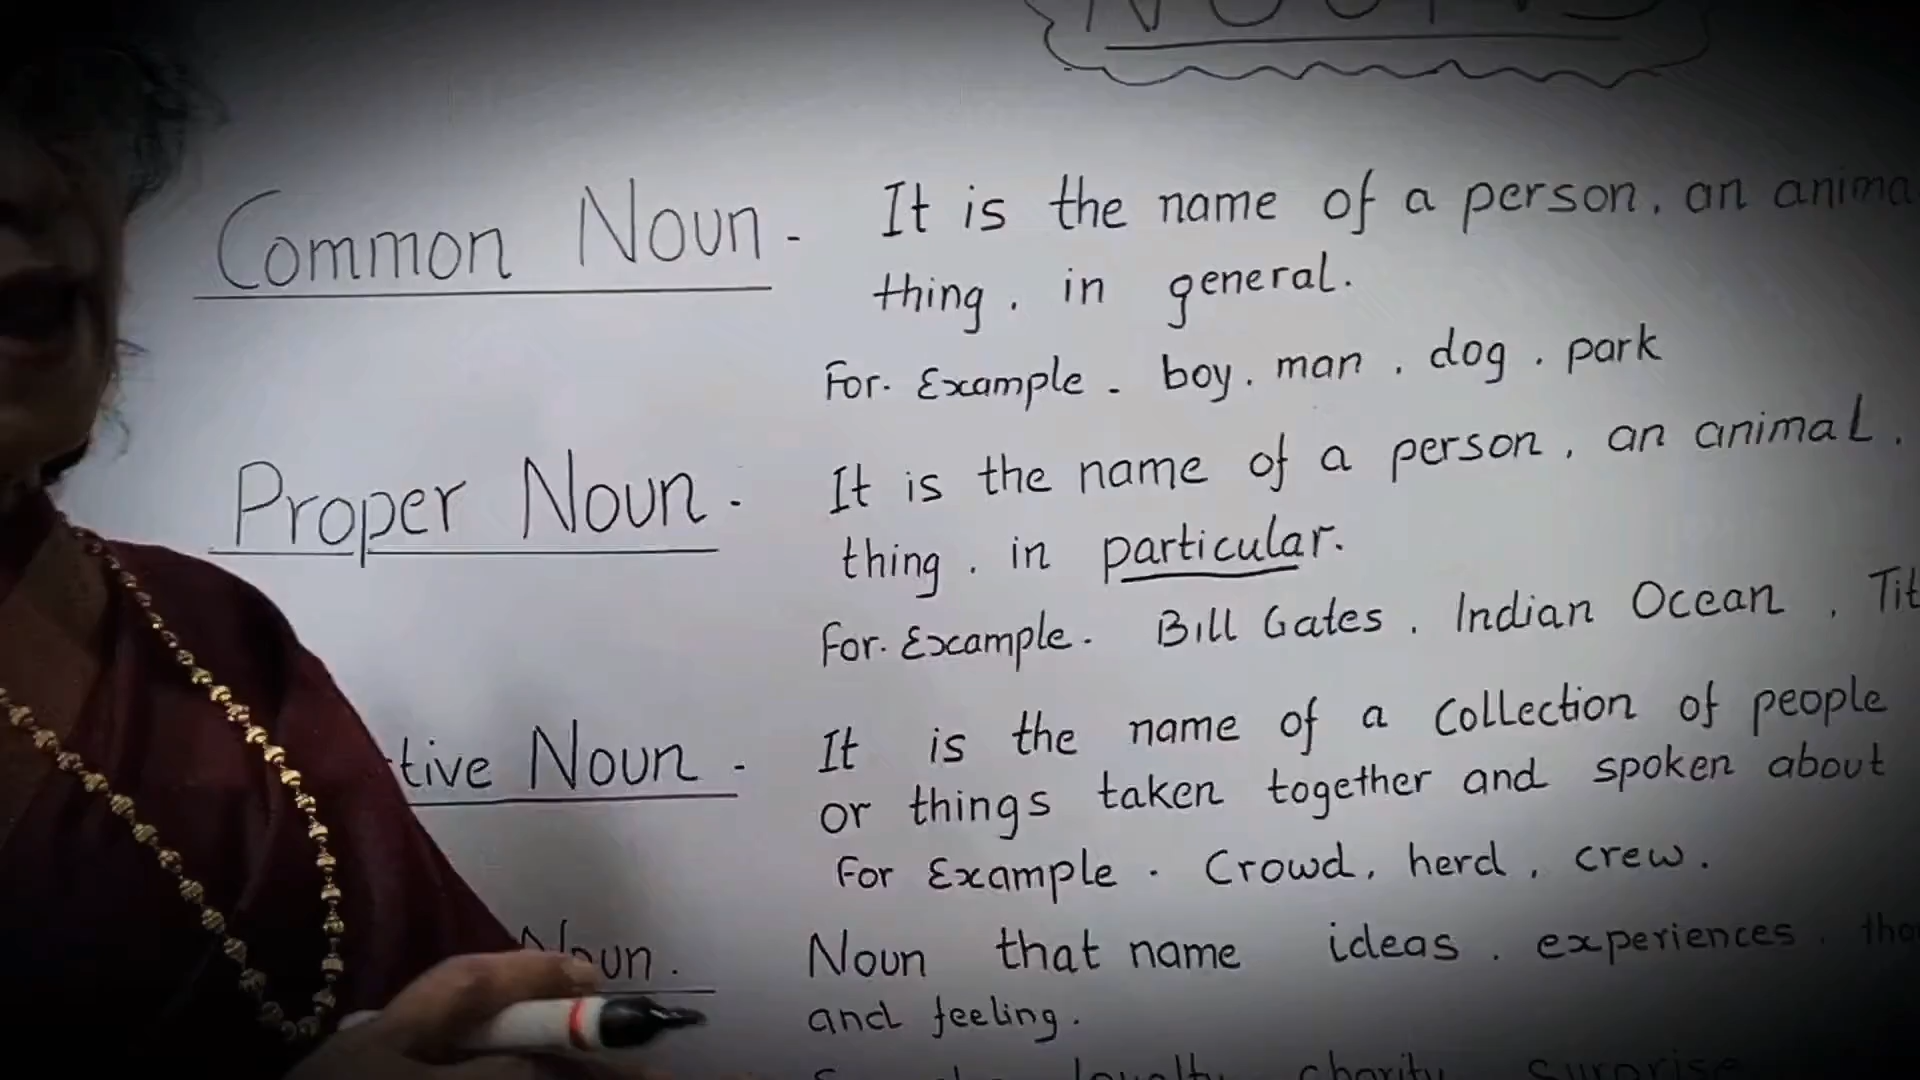 Common Noun - It is the name of a person, an
thing, in general.
For. Example - boy, man, dog, park
Proper Noun - It is the name of a person, an animal,
thing, in particular.
For. Example - Bill Gates, Indian Ocean,
Noun - It is the name of a collection of people
or things taken together and spoken about
For Example - Crowd, herd, crew.
Noun. Noun that name ideas, experiences,
and feeling.
loyalty charity surprise